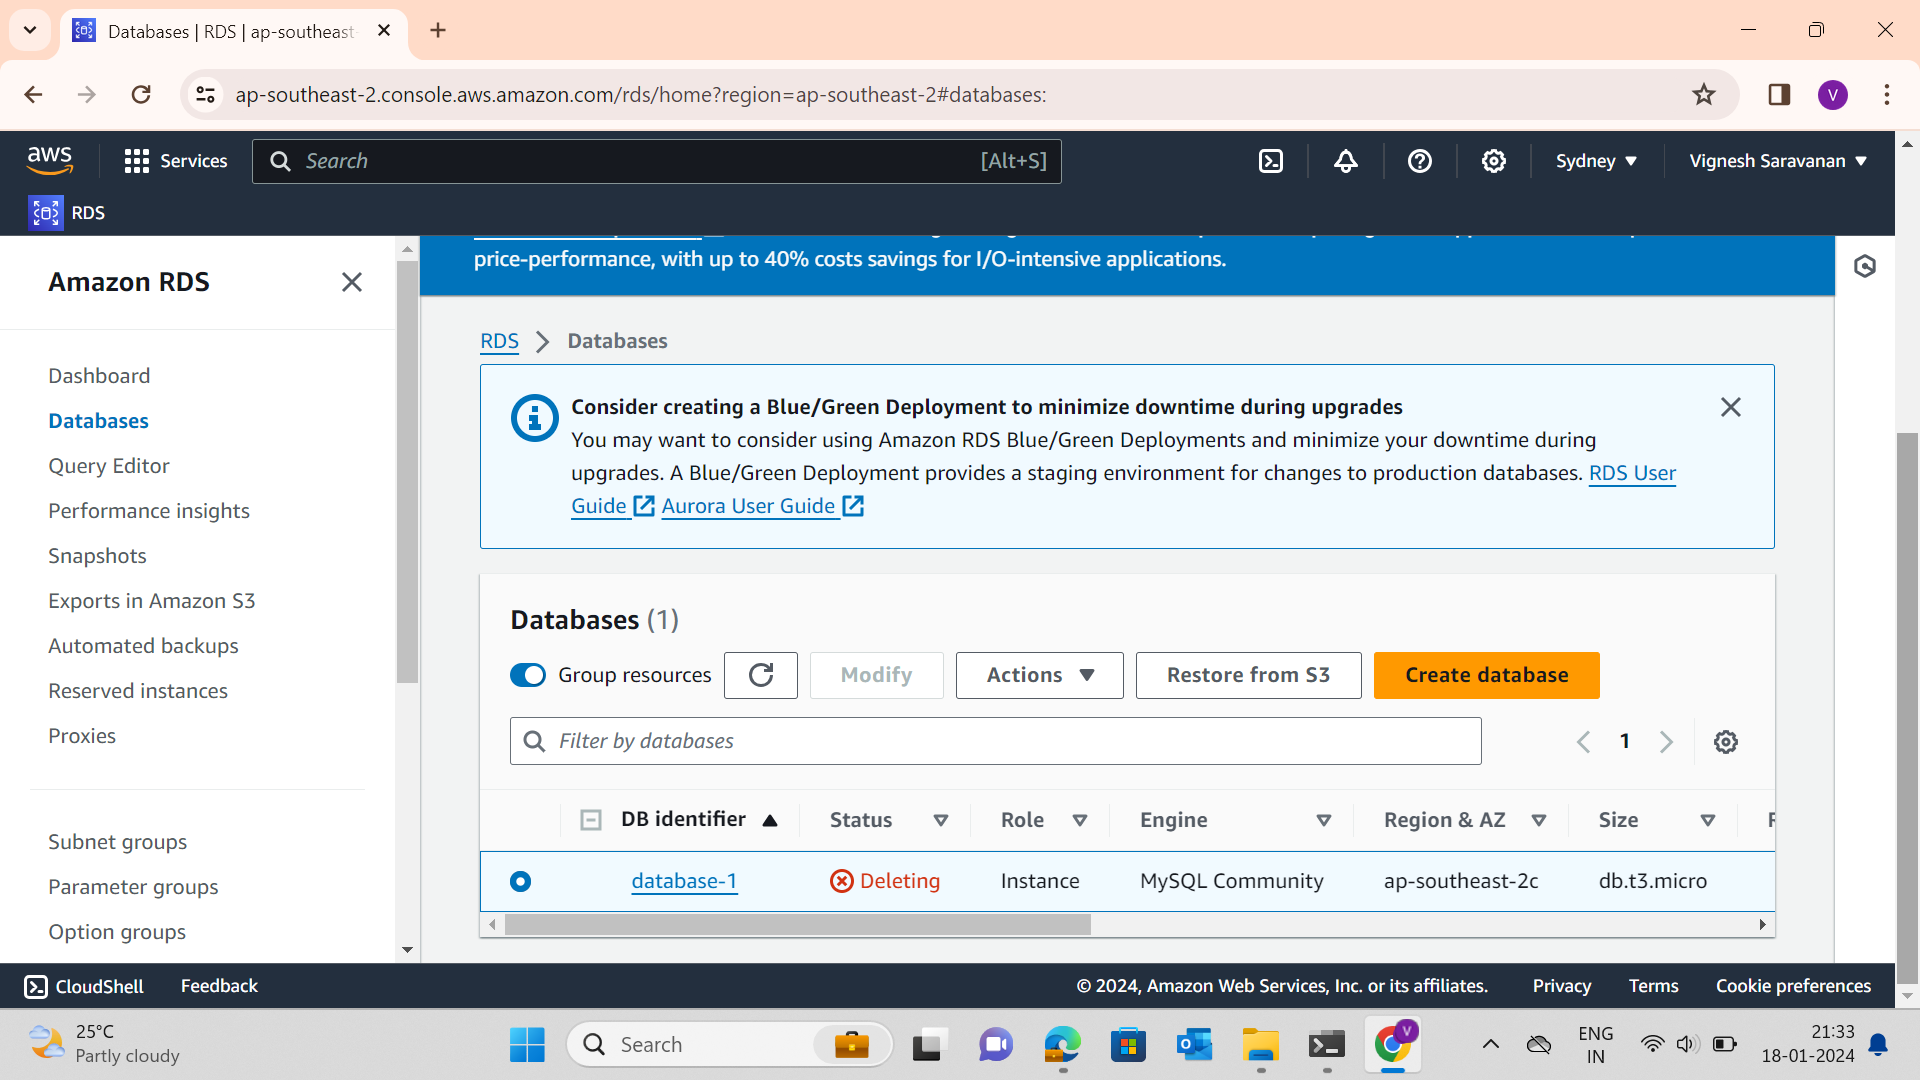 Databases | RDS | ap-southeast-
ap-southeast-2.console.aws.amazon.com/rds/home?region=ap-southeast-2#databases:
V
aws
Services
Search
[Alt+S]
Sydney ▼
Vignesh Saravanan ▼
RDS
price-performance, with up to 40% costs savings for I/O-intensive applications.
Amazon RDS
Dashboard
Databases
Query Editor
Performance insights
Snapshots
Exports in Amazon S3
Automated backups
Reserved instances
Proxies
Subnet groups
Parameter groups
Option groups
RDS > Databases
Consider creating a Blue/Green Deployment to minimize downtime during upgrades
You may want to consider using Amazon RDS Blue/Green Deployments and minimize your downtime during
upgrades. A Blue/Green Deployment provides a staging environment for changes to production databases. RDS User
Guide Aurora User Guide
Databases (1)
Group resources
Modify
Actions ▼
Restore from S3
Create database
Filter by databases
1
DB identifier
Status
Role
Engine
Region & AZ
Size
database-1
Deleting
Instance
MySQL Community
ap-southeast-2c
db.t3.micro
CloudShell
Feedback
© 2024, Amazon Web Services, Inc. or its affiliates.
Privacy
Terms
Cookie preferences
25°C
Partly cloudy
Search
V
ENG
IN
21:33
18-01-2024